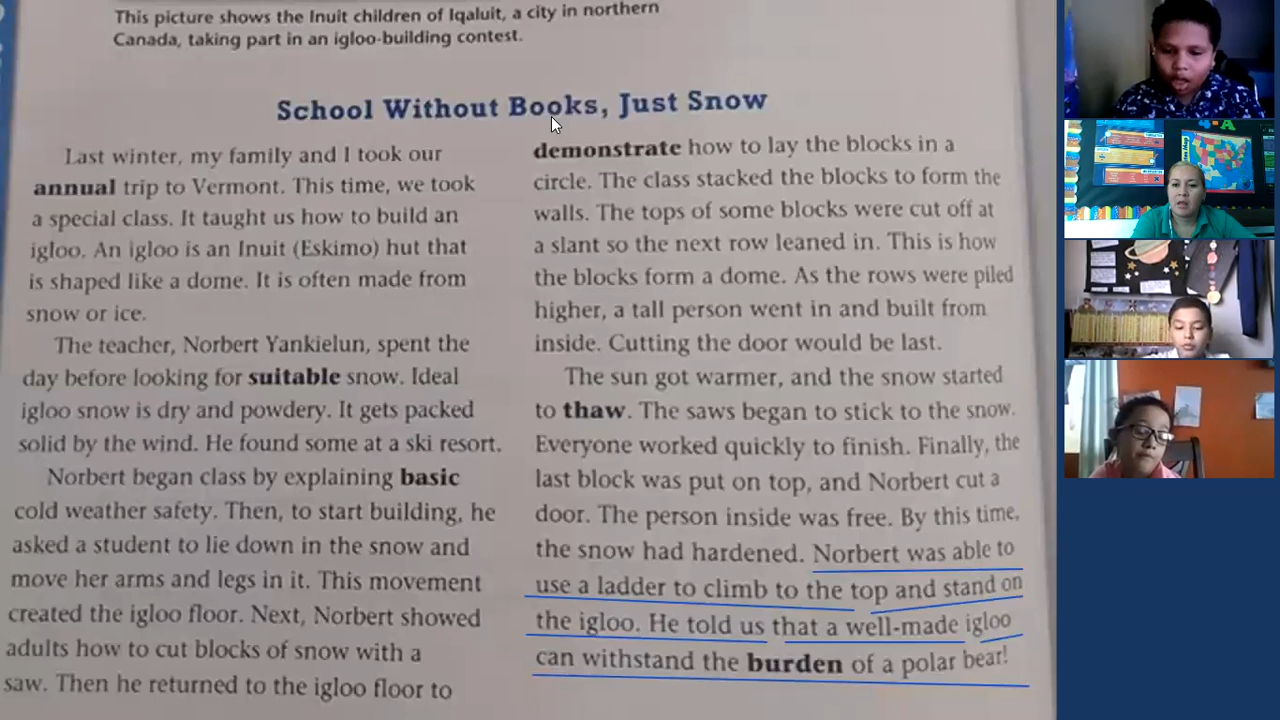 This picture shows the Inuit children of Iqaluit, a city in northern
Canada, taking part in an igloo-building contest.
School Without Books, Just Snow
Last winter, my family and I took our
annual trip to Vermont. This time, we took
a special class. It taught us how to build an
igloo. An igloo is an Inuit (Eskimo) hut that
is shaped like a dome. It is often made from
snow or ice.
The teacher, Norbert Yankielun, spent the
day before looking for suitable snow. Ideal
igloo snow is dry and powdery. It gets packed
solid by the wind. He found some at a ski resort.
Norbert began class by explaining basic
cold weather safety. Then, to start building, he
asked a student to lie down in the snow and
move her arms and legs in it. This movement
created the igloo floor. Next, Norbert showed
adults how to cut blocks of snow with a
saw. Then he returned to the igloo floor to
demonstrate how to lay the blocks in a
circle. The class stacked the blocks to form the
walls. The tops of some blocks were cut off at
a slant so the next row leaned in. This is how
the blocks form a dome. As the rows were piled
higher, a tall person went in and built from
inside. Cutting the door would be last.
The sun got warmer, and the snow started
to thaw. The saws began to stick to the snow.
Everyone worked quickly to finish. Finally, the
last block was put on top, and Norbert cut a
door. The person inside was free. By this time,
the snow had hardened. Norbert was able to
use a ladder to climb to the top and stand on
the igloo. He told us that a well-made igloo
can withstand the burden of a polar bear!